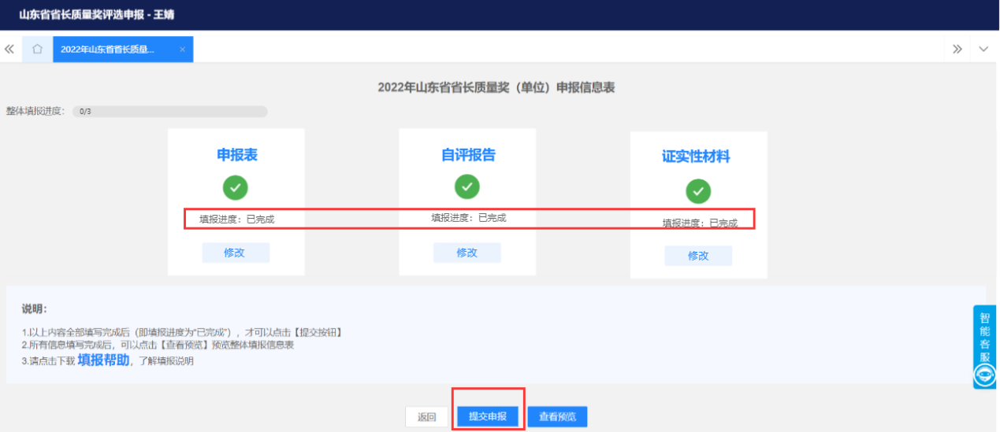 山东省省长质量奖评选申报 - 王婧
2022年山东省省长质量... ×
2022年山东省省长质量奖（单位）申报信息表
整体填报进度： 0/3
申报表 自评报告 证实性材料
填报进度：已完成 填报进度：已完成 填报进度：已完成
修改 修改 修改
说明：
1.以上内容全部填写完成后（即填报进度为“已完成”），才可以点击【提交按钮】
2.所有信息填写完成后，可以点击【查看预览】预览整体填报信息表
3.请点击下载 填报帮助，了解填报说明
智能客服
返回 提交申报 查看预览